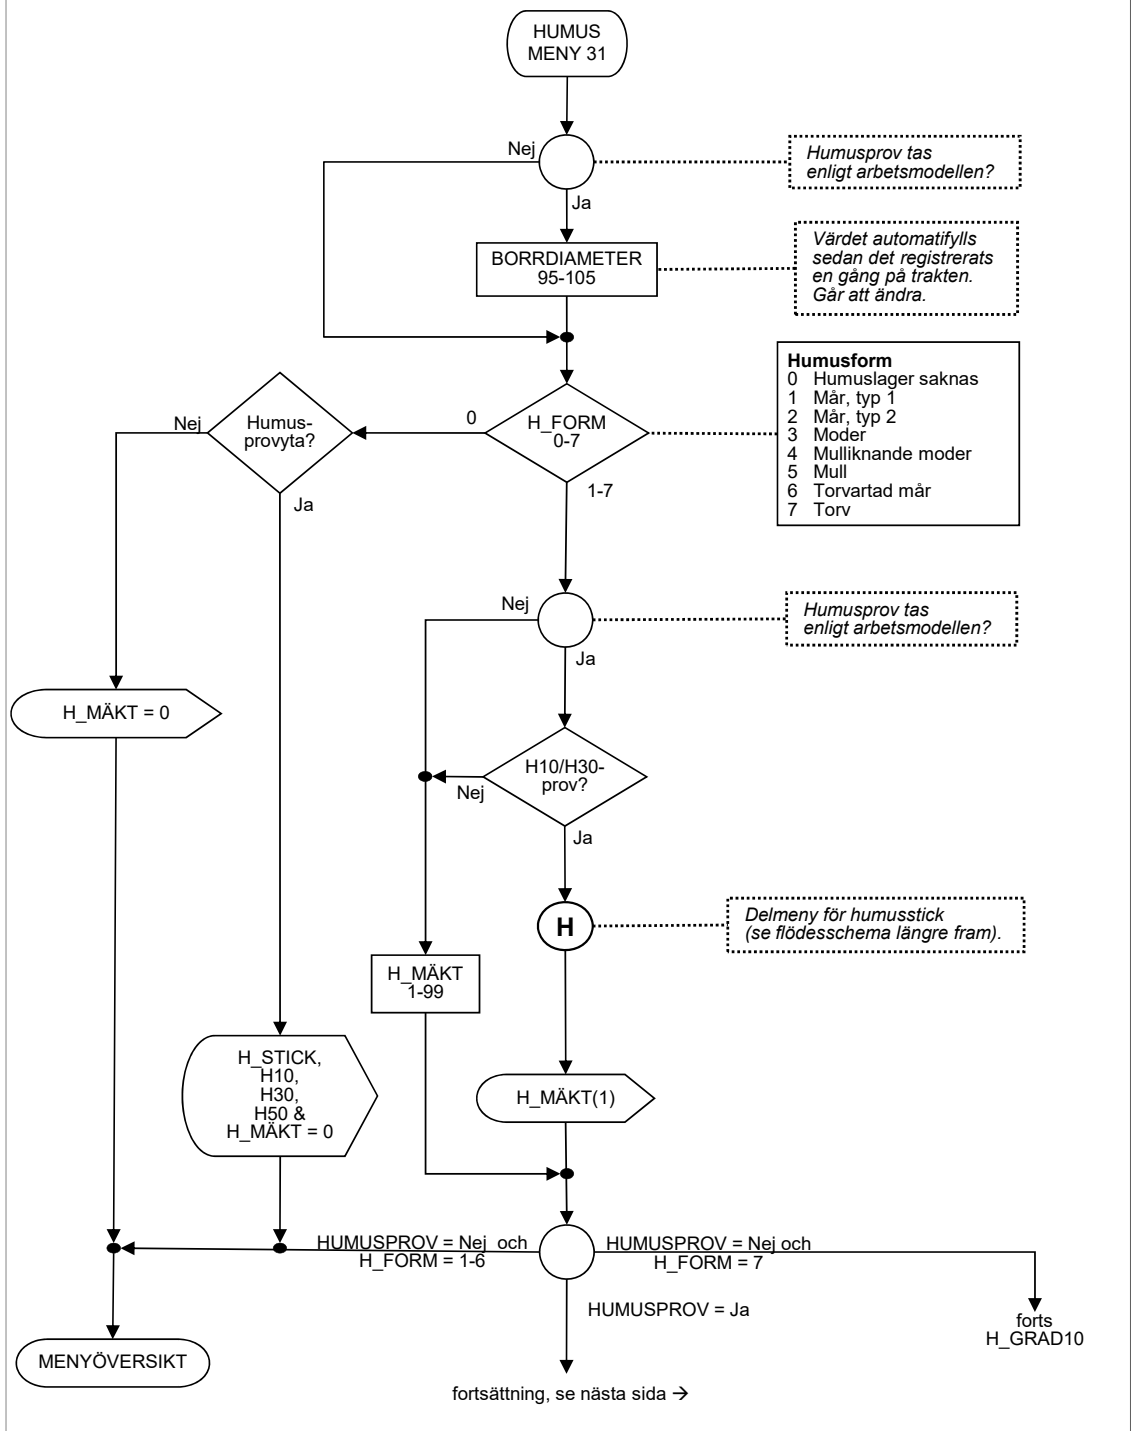 HUMUS
MENY 31
Nej
Humusprov tas
enligt arbetsmodellen?
Ja
BORRDIAMETER
95-105
Värdet automatifylls
sedan det registrerats
en gång på trakten.
Går att ändra.
Humusform
0 Humuslager saknas
1 Mår, typ 1
2 Mår, typ 2
3 Moder
4 Mulliknande moder
5 Mull
6 Torvartad mår
7 Torv
H_FORM
0-7
0
1-7
Humus-
provyta?
Nej
Ja
Nej
Humusprov tas
enligt arbetsmodellen?
Ja
H_MÄKT = 0
H10/H30-
prov?
Nej
Ja
H
Delmeny för humusstick
(se flödesschema längre fram).
H_MÄKT
1-99
H_STICK,
H10,
H30,
H50 &
H_MÄKT = 0
H_MÄKT(1)
HUMUSPROV = Nej och
H_FORM = 1-6
HUMUSPROV = Nej och
H_FORM = 7
HUMUSPROV = Ja
forts
H_GRAD10
MENYÖVERSIKT
fortsättning, se nästa sida →